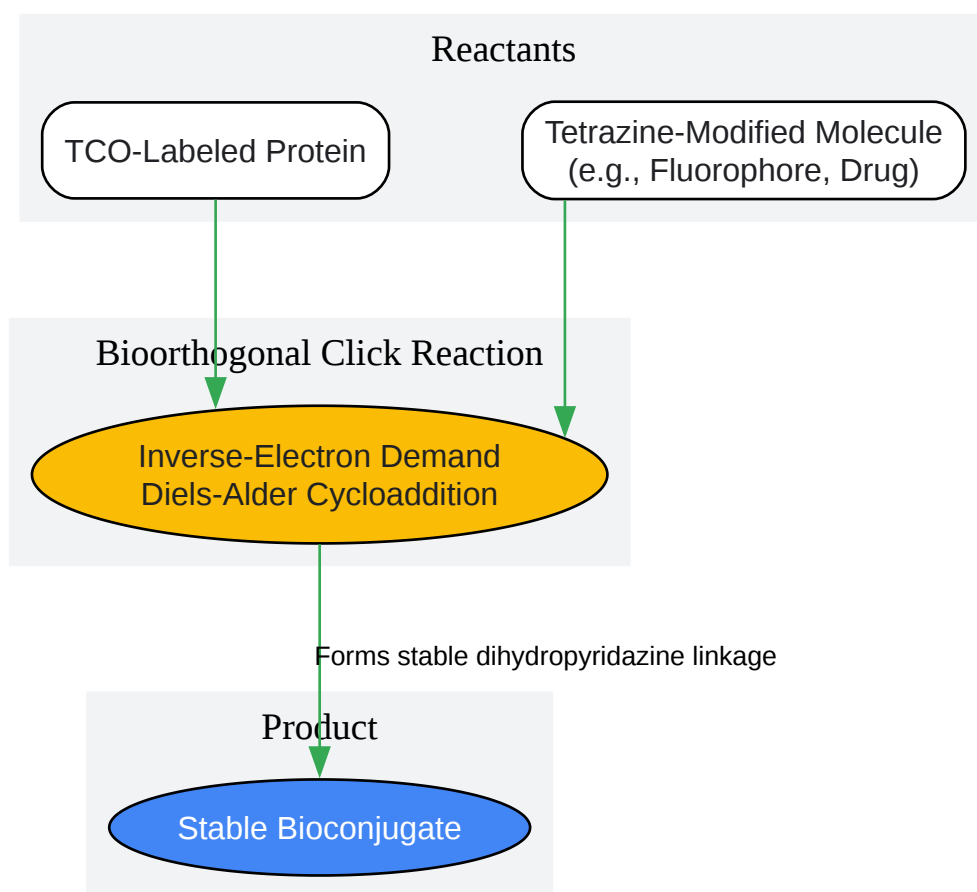 Reactants
TCO-Labeled Protein
Tetrazine-Modified Molecule
(e.g., Fluorophore, Drug)
Bioorthogonal Click Reaction
Inverse-Electron Demand
Diels-Alder Cycloaddition
Forms stable dihydropyridazine linkage
Product
Stable Bioconjugate